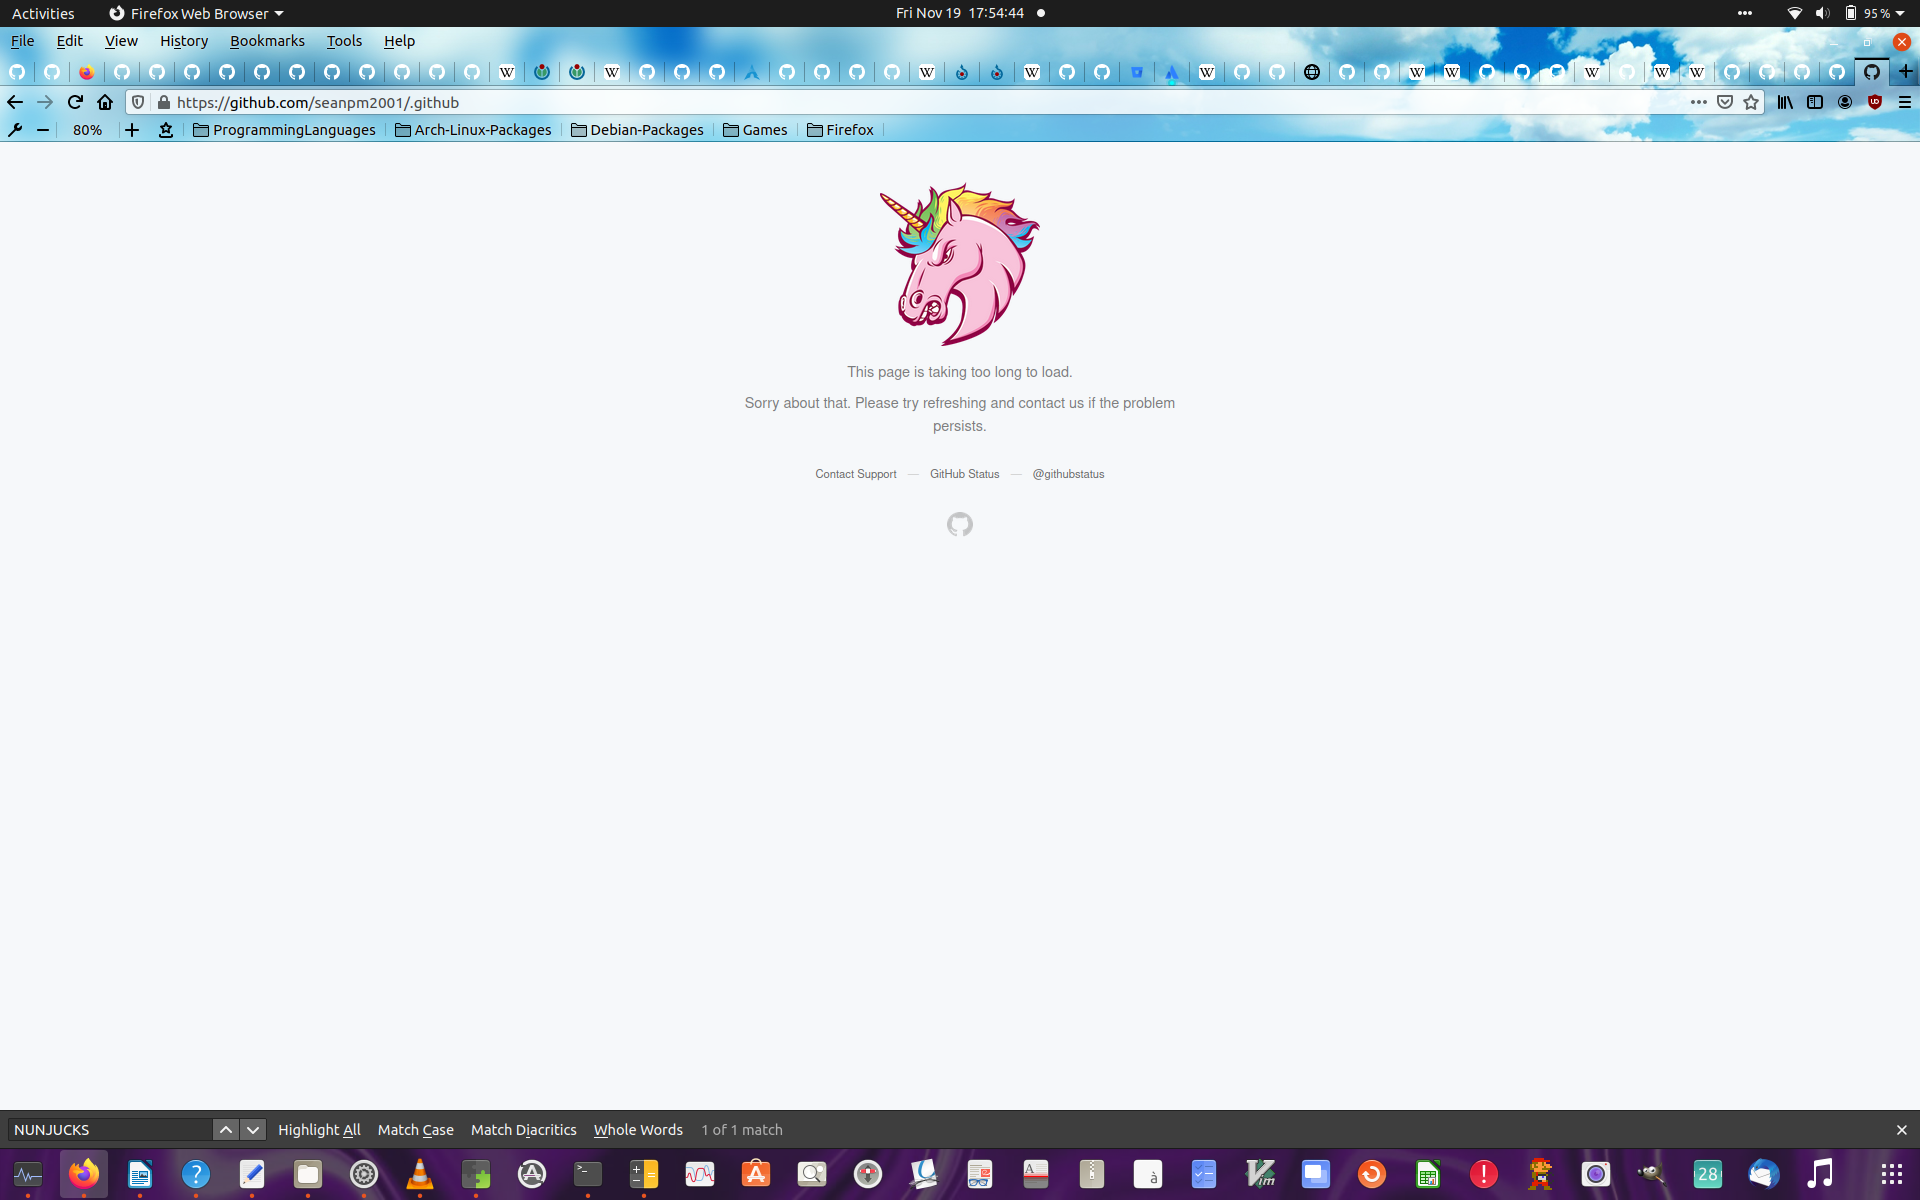 Activities Firefox Web Browser Fri Nov 19 17:54:44 95 %
File Edit View History Bookmarks Tools Help
https://github.com/seanpm2001/.github
80% ProgrammingLanguages Arch-Linux-Packages Debian-Packages Games Firefox
This page is taking too long to load.
Sorry about that. Please try refreshing and contact us if the problem
persists.
Contact Support — GitHub Status — @githubstatus
NUNJUCKS Highlight All Match Case Match Diacritics Whole Words 1 of 1 match
28